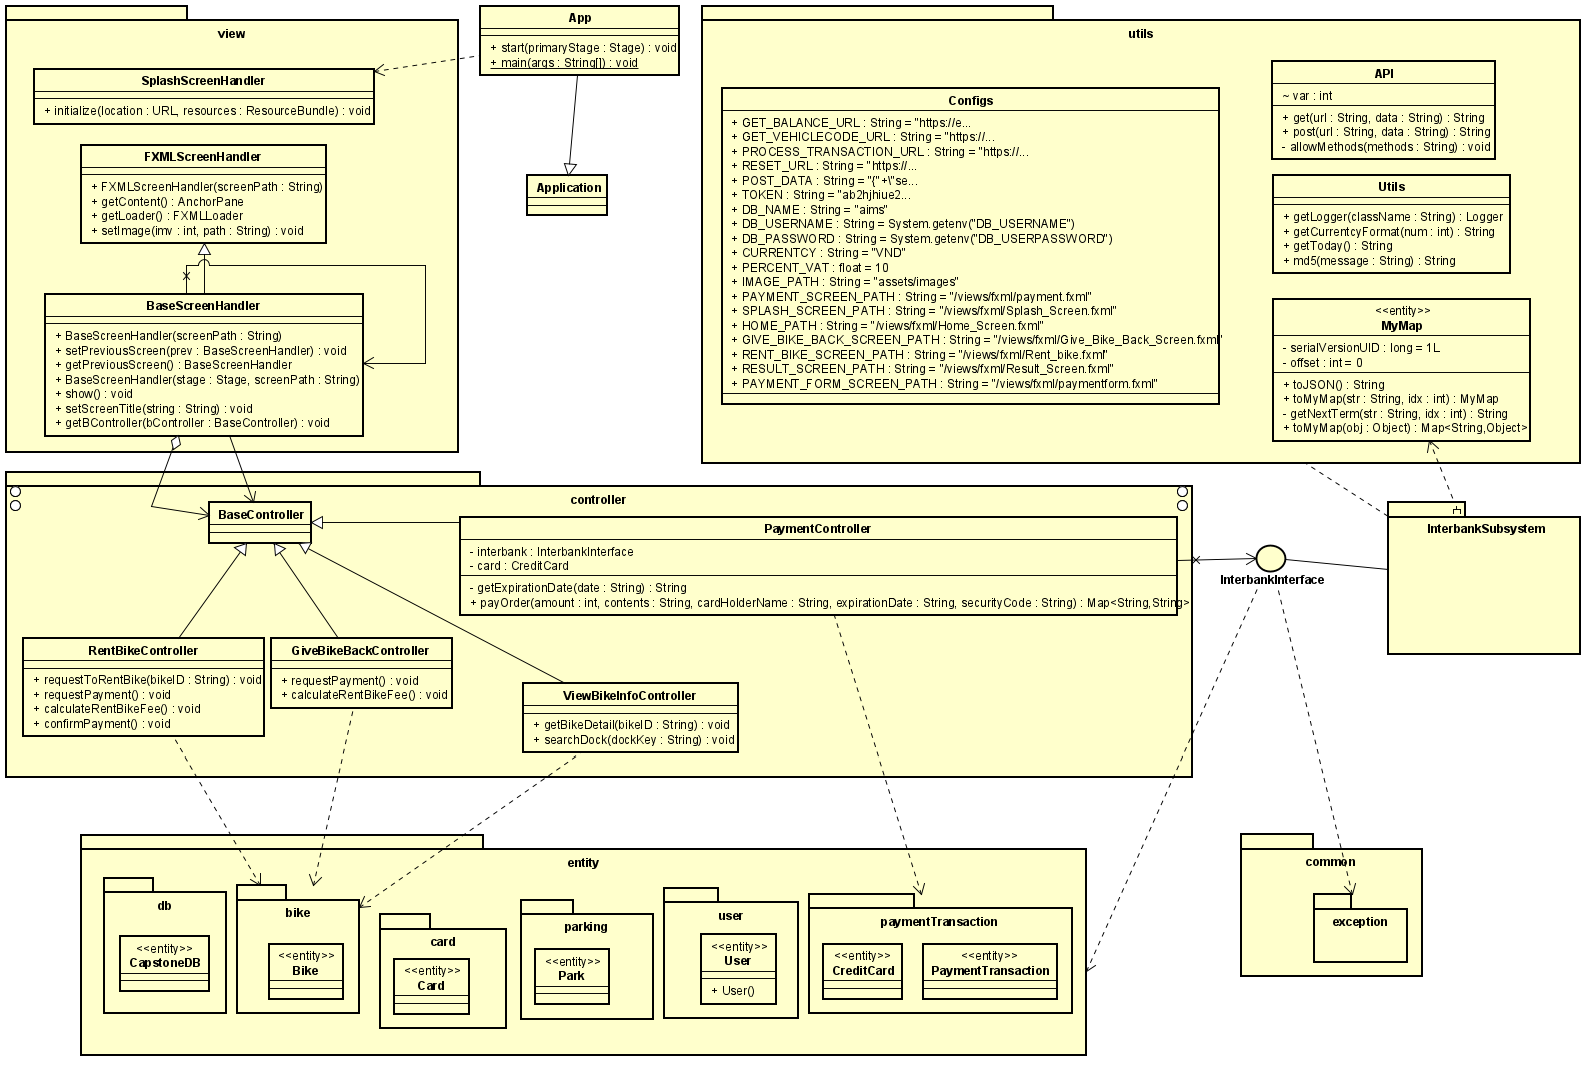 view
SplashScreenHandler
+ initialize(location : URL, resources : ResourceBundle) : void
FXMLScreenHandler
+ FXMLScreenHandler(screenPath : String)
+ getContent() : AnchorPane
+ getLoader() : FXMLLoader
+ setImage(imv : int, path : String) : void
BaseScreenHandler
+ BaseScreenHandler(screenPath : String)
+ setPreviousScreen(prev : BaseScreenHandler) : void
+ getPreviousScreen() : BaseScreenHandler
+ BaseScreenHandler(stage : Stage, screenPath : String)
+ show() : void
+ setScreenTitle(string : String) : void
+ getBController(bController : BaseController) : void
App
+ start(primaryStage : Stage) : void
+ main(args : String[]) : void
Application
utils
Configs
+ GET_BALANCE_URL : String = "https://e...
+ GET_VEHICLECODE_URL : String = "https://...
+ PROCESS_TRANSACTION_URL : String = "https://...
+ RESET_URL : String = "https://...
+ POST_DATA : String = "{"+\"se...
+ TOKEN : String = "ab2hjhiue2...
+ DB_NAME : String = "aims"
+ DB_USERNAME : String = System.getenv("DB_USERNAME")
+ DB_PASSWORD : String = System.getenv("DB_USERPASSWORD")
+ CURRENTCY : String = "VND"
+ PERCENT_VAT : float = 10
+ IMAGE_PATH : String = "assets/images"
+ PAYMENT_SCREEN_PATH : String = "/views/fxml/payment.fxml"
+ SPLASH_SCREEN_PATH : String = "/views/fxml/Splash_Screen.fxml"
+ HOME_PATH : String = "/views/fxml/Home_Screen.fxml"
+ GIVE_BIKE_BACK_SCREEN_PATH : String = "/views/fxml/Give_Bike_Back_Screen.fxml"
+ RENT_BIKE_SCREEN_PATH : String = "/views/fxml/Rent_bike.fxml"
+ RESULT_SCREEN_PATH : String = "/views/fxml/Result_Screen.fxml"
+ PAYMENT_FORM_SCREEN_PATH : String = "/views/fxml/paymentform.fxml"
API
~ var : int
+ get(url : String, data : String) : String
+ post(url : String, data : String) : String
- allowMethods(methods : String) : void
Utils
+ getLogger(className : String) : Logger
+ getCurrentcyFormat(num : int) : String
+ getToday() : String
+ md5(message : String) : String
<<entity>>
MyMap
- serialVersionUID : long = 1L
- offset : int = 0
+ toJSON() : String
+ toMyMap(str : String, idx : int) : MyMap
- getNextTerm(str : String, idx : int) : String
+ toMyMap(obj : Object) : Map<String,Object>
controller
BaseController
PaymentController
- interbank : InterbankInterface
- card : CreditCard
- getExpirationDate(date : String) : String
+ payOrder(amount : int, contents : String, cardHolderName : String, expirationDate : String, securityCode : String) : Map<String,String>
RentBikeController
+ requestToRentBike(bikeID : String) : void
+ requestPayment() : void
+ calculateRentBikeFee() : void
+ confirmPayment() : void
GiveBikeBackController
+ requestPayment() : void
+ calculateRentBikeFee() : void
ViewBikeInfoController
+ getBikeDetail(bikeID : String) : void
+ searchDock(dockKey : String) : void
InterbankInterface
InterbankSubsystem
entity
db
<<entity>>
CapstoneDB
bike
<<entity>>
Bike
card
<<entity>>
Card
parking
<<entity>>
Park
user
<<entity>>
User
+ User()
paymentTransaction
<<entity>>
CreditCard
<<entity>>
PaymentTransaction
common
exception